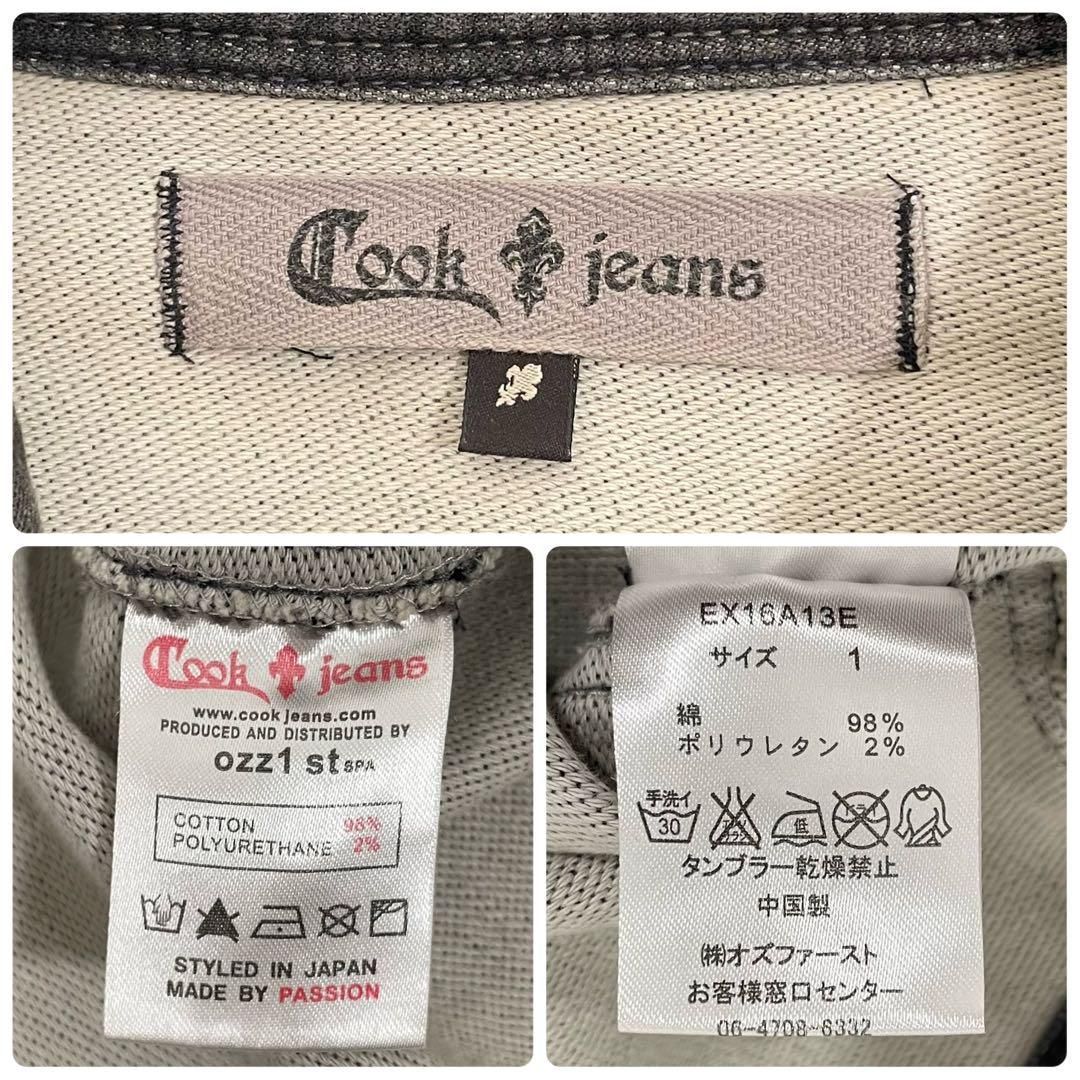 Cook jeans
Cook jeans
www.cookjeans.com
PRODUCED AND DISTRIBUTED BY
ozz1 st SPA
COTTON 98%
POLYURETHANE 2%
STYLED IN JAPAN
MADE BY PASSION
EX16A13E
サイズ 1
綿 98%
ポリウレタン 2%
手洗イ
30
低
ドライ
タンブラー乾燥禁止
中国製
㈱オズファースト
お客様窓口センター
06-4708-6332